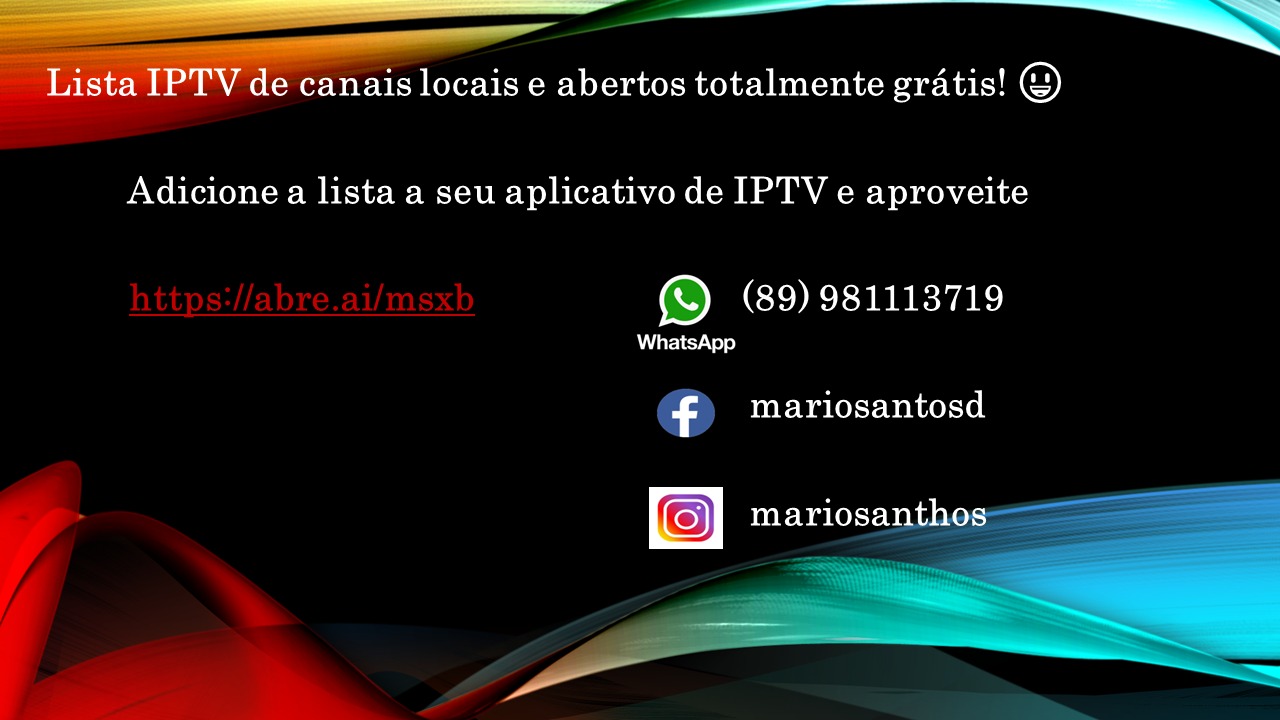 Lista IPTV de canais locais e abertos totalmente grátis! 😃
Adicione a lista a seu aplicativo de IPTV e aproveite
https://abre.ai/msxb
(89) 981113719
WhatsApp
mariosantosd
mariosanthos